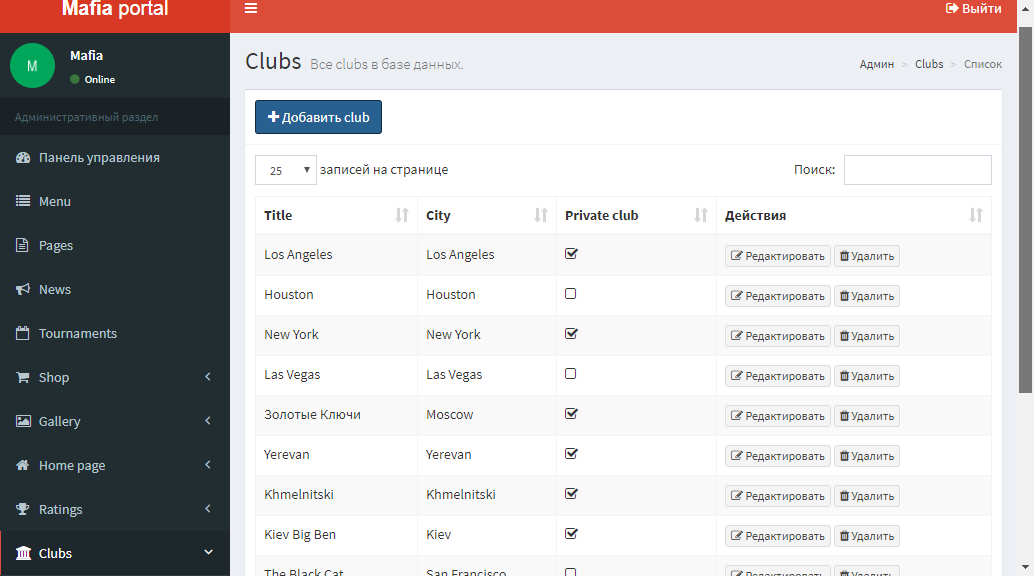 Mafia portal
Выйти
M
Mafia
Online
Административный раздел
Панель управления
Menu
Pages
News
Tournaments
Shop
Gallery
Home page
Ratings
Clubs
Clubs Все clubs в базе данных.
Админ > Clubs > Список
Добавить club
25 записей на странице
Поиск:
Title City Private club Действия
Los Angeles Los Angeles Редактировать Удалить
Houston Houston Редактировать Удалить
New York New York Редактировать Удалить
Las Vegas Las Vegas Редактировать Удалить
Золотые Ключи Moscow Редактировать Удалить
Yerevan Yerevan Редактировать Удалить
Khmelnitski Khmelnitski Редактировать Удалить
Kiev Big Ben Kiev Редактировать Удалить
The Black Cat San Francisco Редактировать Удалить